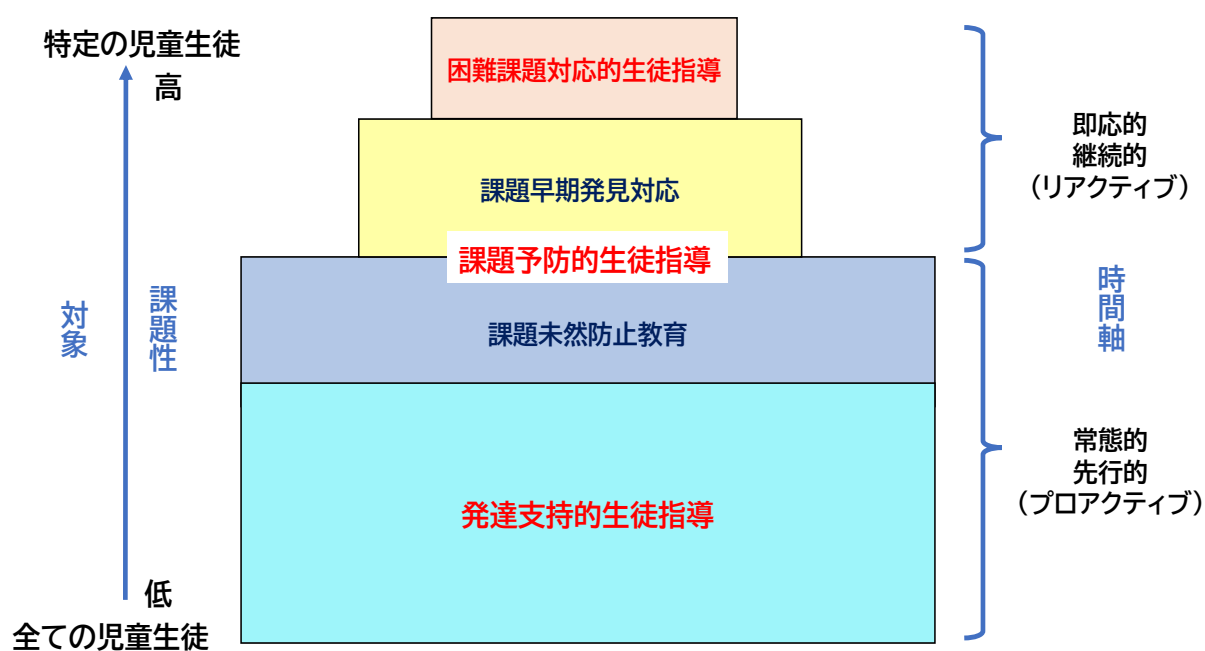 特定の児童生徒
高
対象
課題性
低
全ての児童生徒
困難課題対応的生徒指導
課題早期発見対応
課題予防的生徒指導
課題未然防止教育
発達支持的生徒指導
即応的
継続的
（リアクティブ）
時間軸
常態的
先行的
（プロアクティブ）